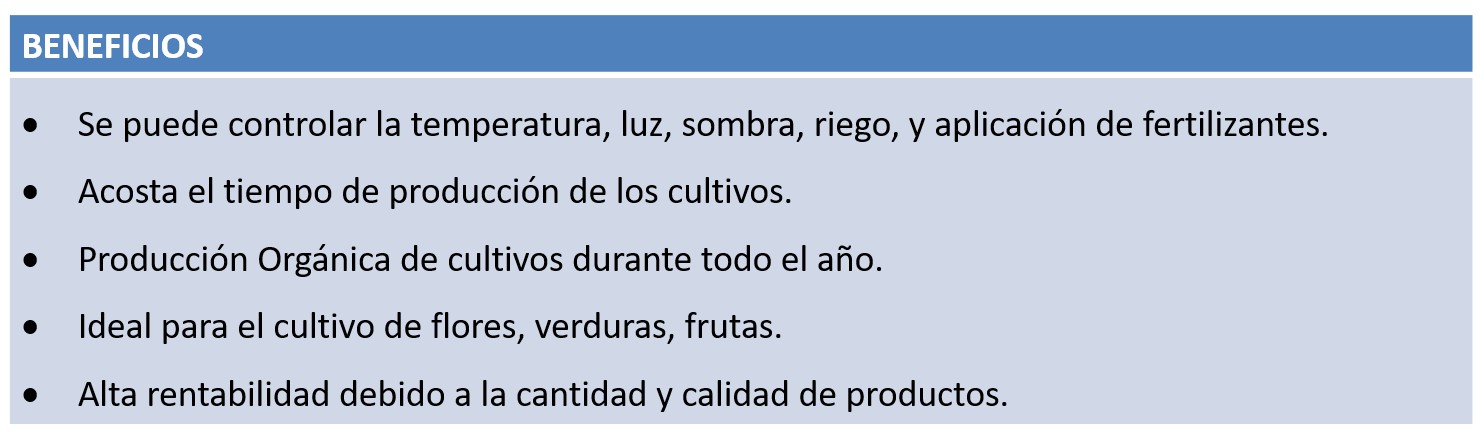 BENEFICIOS
• Se puede controlar la temperatura, luz, sombra, riego, y aplicación de fertilizantes.
• Acosta el tiempo de producción de los cultivos.
• Producción Orgánica de cultivos durante todo el año.
• Ideal para el cultivo de flores, verduras, frutas.
• Alta rentabilidad debido a la cantidad y calidad de productos.